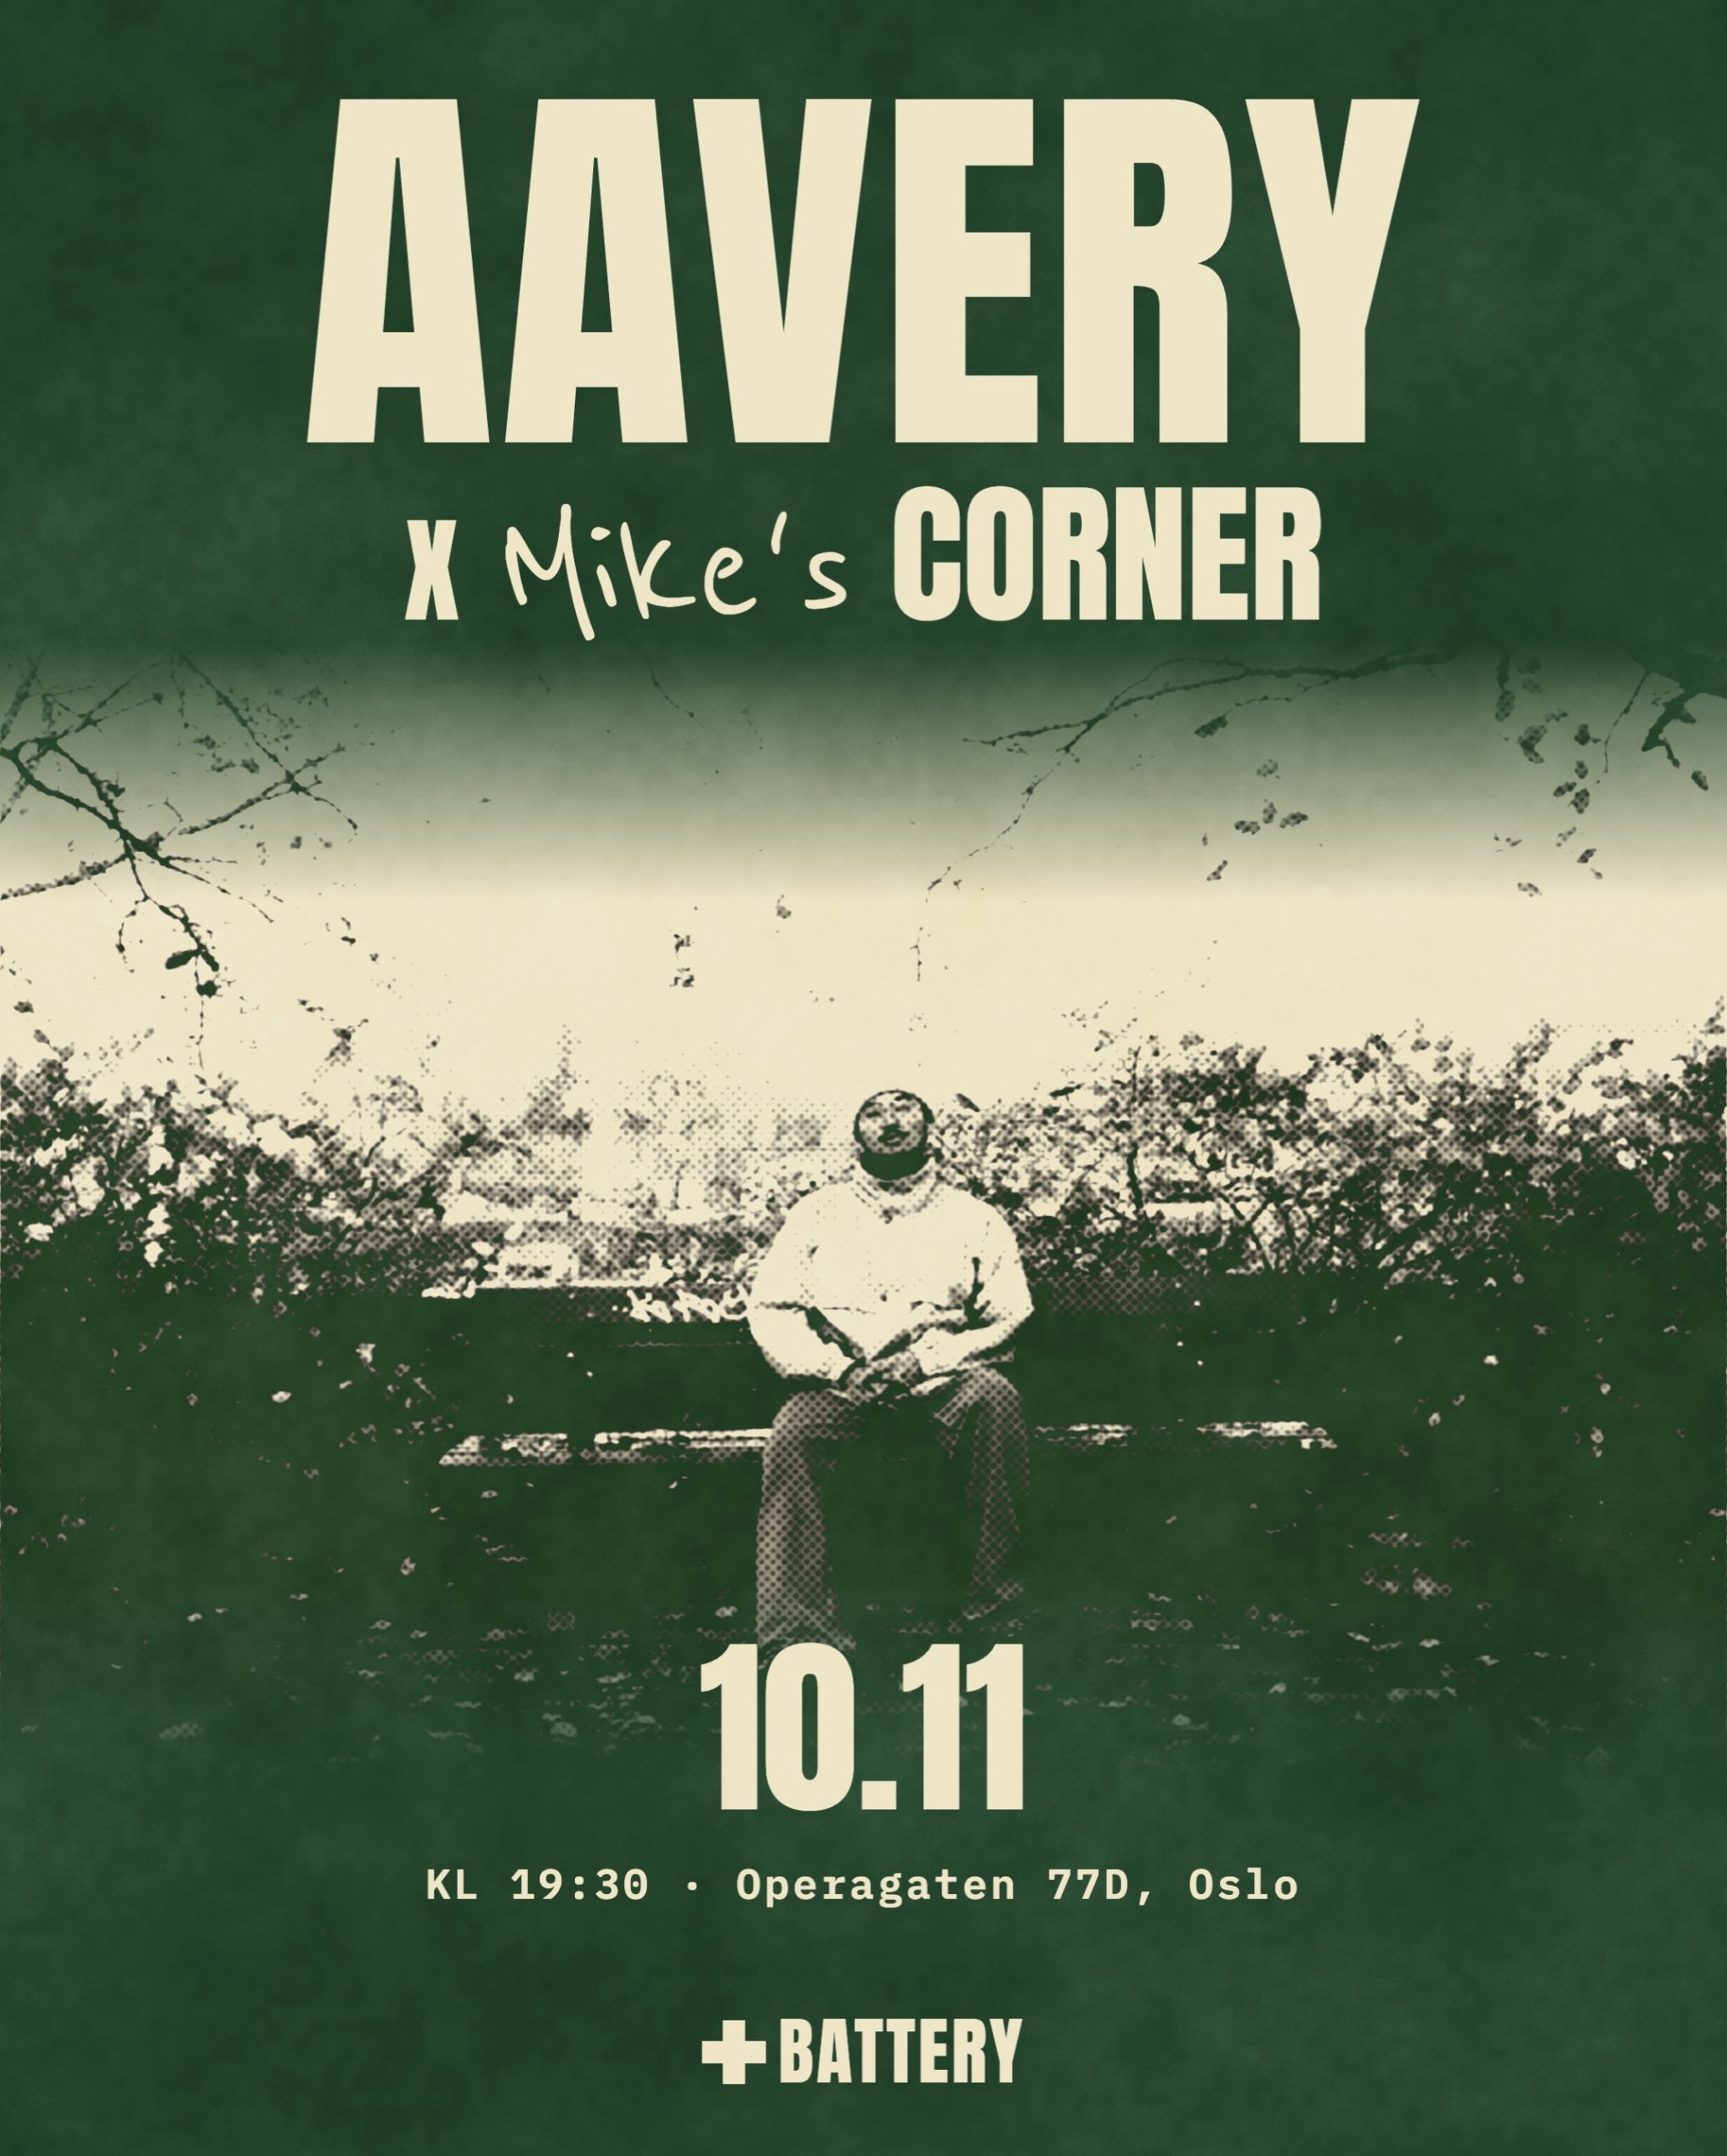 AAVERY
x Mike's CORNER
10.11
KL 19:30 · Operagaten 77D, Oslo
BATTERY